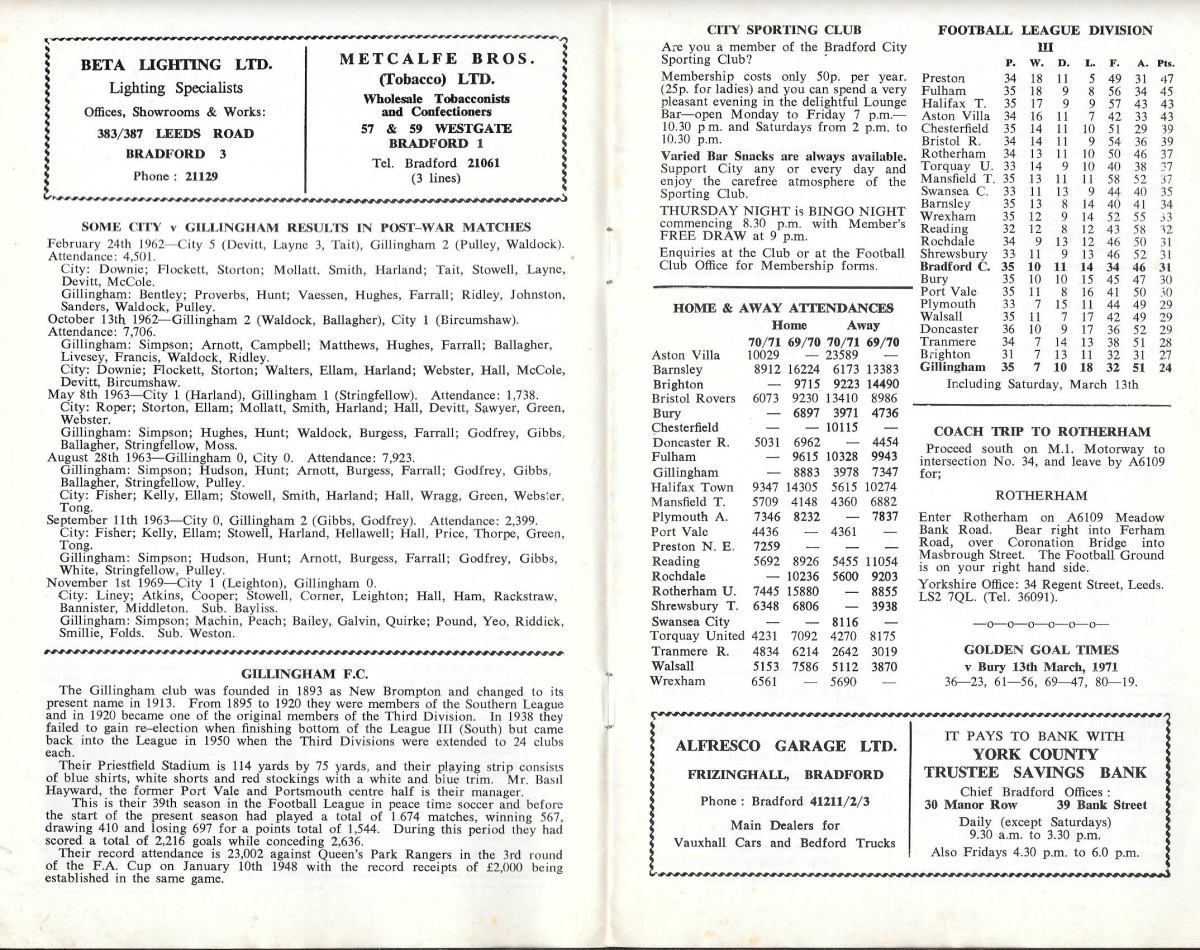 BETA LIGHTING LTD.
Lighting Specialists
Offices, Showrooms & Works:
383/387 LEEDS ROAD
BRADFORD 3
Phone : 21129
METCALFE BROS.
(Tobacco) LTD.
Wholesale Tobacconists
and Confectioners
57 & 59 WESTGATE
BRADFORD 1
Tel. Bradford 21061
(3 lines)
SOME CITY v GILLINGHAM RESULTS IN POST-WAR MATCHES
February 24th 1962—City 5 (Devitt, Layne 3, Tait), Gillingham 2 (Pulley, Waldock).
Attendance: 4,501.
City: Downie; Flockett, Storton; Mollatt, Smith, Harland; Tait, Stowell, Layne,
Devitt, McCole.
Gillingham: Bentley; Proverbs, Hunt; Vaessen, Hughes, Farrall; Ridley, Johnston,
Sanders, Waldock, Pulley.
October 13th 1962—Gillingham 2 (Waldock, Ballagher), City 1 (Bircumshaw).
Attendance: 7,706.
Gillingham: Simpson; Arnott, Campbell; Matthews, Hughes, Farrall; Ballagher,
Livesey, Francis, Waldock, Ridley.
City: Downie; Flockett, Storton; Walters, Ellam, Harland; Webster, Hall, McCole,
Devitt, Bircumshaw.
May 8th 1963—City 1 (Harland), Gillingham 1 (Stringfellow). Attendance: 1,738.
City: Roper; Storton, Ellam; Mollatt, Smith, Harland; Hall, Devitt, Sawyer, Green,
Webster.
Gillingham: Simpson; Hughes, Hunt; Waldock, Burgess, Farrall; Godfrey, Gibbs,
Ballagher, Stringfellow, Moss.
August 28th 1963—Gillingham 0, City 0. Attendance: 7,923.
Gillingham: Simpson; Hudson, Hunt; Arnott, Burgess, Farrall; Godfrey, Gibbs,
Ballagher, Stringfellow, Pulley.
City: Fisher; Kelly, Ellam; Stowell, Smith, Harland; Hall, Wragg, Green, Webster,
Tong.
September 11th 1963—City 0, Gillingham 2 (Gibbs, Godfrey). Attendance: 2,399.
City: Fisher; Kelly, Ellam; Stowell, Harland, Hellawell; Hall, Price, Thorpe, Green,
Tong.
Gillingham: Simpson; Hudson, Hunt; Arnott, Burgess, Farrall; Godfrey, Gibbs,
White, Stringfellow, Pulley.
November 1st 1969—City 1 (Leighton), Gillingham 0.
City: Liney; Atkins, Cooper; Stowell, Corner, Leighton; Hall, Ham, Rackstraw,
Bannister, Middleton. Sub. Bayliss.
Gillingham: Simpson; Machin, Peach; Bailey, Galvin, Quirke; Pound, Yeo, Riddick,
Smillie, Folds. Sub. Weston.
GILLINGHAM F.C.
The Gillingham club was founded in 1893 as New Brompton and changed to its
present name in 1913. From 1895 to 1920 they were members of the Southern League
and in 1920 became one of the original members of the Third Division. In 1938 they
failed to gain re-election when finishing bottom of the League III (South) but came
back into the League in 1950 when the Third Divisions were extended to 24 clubs
each.
Their Priestfield Stadium is 114 yards by 75 yards, and their playing strip consists
of blue shirts, white shorts and red stockings with a white and blue trim. Mr. Basil
Hayward, the former Port Vale and Portsmouth centre half is their manager.
This is their 39th season in the Football League in peace time soccer and before
the start of the present season had played a total of 1 674 matches, winning 567,
drawing 410 and losing 697 for a points total of 1,544. During this period they had
scored a total of 2,216 goals while conceding 2,636.
Their record attendance is 23,002 against Queen's Park Rangers in the 3rd round
of the F.A. Cup on January 10th 1948 with the record receipts of £2,000 being
established in the same game.
CITY SPORTING CLUB
Are you a member of the Bradford City
Sporting Club?
Membership costs only 50p. per year.
(25p. for ladies) and you can spend a very
pleasant evening in the delightful Lounge
Bar—open Monday to Friday 7 p.m.—
10.30 p m. and Saturdays from 2 p.m. to
10.30 p.m.
Varied Bar Snacks are always available.
Support City any or every day and
enjoy the carefree atmosphere of the
Sporting Club.
THURSDAY NIGHT is BINGO NIGHT
commencing 8.30 p.m. with Member's
FREE DRAW at 9 p.m.
Enquiries at the Club or at the Football
Club Office for Membership forms.
HOME & AWAY ATTENDANCES
Home Away
70/71 69/70 70/71 69/70
Aston Villa 10029 — 23589 —
Barnsley 8912 16224 6173 13383
Brighton — 9715 9223 14490
Bristol Rovers 6073 9230 13410 8986
Bury — 6897 3971 4736
Chesterfield — — 10115 —
Doncaster R. 5031 6962 — 4454
Fulham — 9615 10328 9943
Gillingham — 8883 3978 7347
Halifax Town 9347 14305 5615 10274
Mansfield T. 5709 4148 4360 6882
Plymouth A. 7346 8232 — 7837
Port Vale 4436 — 4361 —
Preston N. E. 7259 — — —
Reading 5692 8926 5455 11054
Rochdale — 10236 5600 9203
Rotherham U. 7445 15880 — 8855
Shrewsbury T. 6348 6806 — 3938
Swansea City — — 8116 —
Torquay United 4231 7092 4270 8175
Tranmere R. 4834 6214 2642 3019
Walsall 5153 7586 5112 3870
Wrexham 6561 — 5690 —
FOOTBALL LEAGUE DIVISION
III
P. W. D. L. F. A. Pts.
Preston 34 18 11 5 49 31 47
Fulham 35 18 9 8 56 34 45
Halifax T. 35 17 9 9 57 43 43
Aston Villa 34 16 11 7 42 33 43
Chesterfield 35 14 11 10 51 29 39
Bristol R. 34 14 11 9 54 36 39
Rotherham 34 13 11 10 50 46 37
Torquay U. 33 14 9 10 40 38 37
Mansfield T. 35 13 11 11 58 52 37
Swansea C. 33 11 13 9 44 40 35
Barnsley 35 13 8 14 40 41 34
Wrexham 35 12 9 14 52 55 33
Reading 32 12 8 12 43 58 32
Rochdale 34 9 13 12 46 50 31
Shrewsbury 33 11 9 13 46 52 31
Bradford C. 35 10 11 14 34 46 31
Bury 35 10 10 15 45 47 30
Port Vale 35 11 8 16 41 50 30
Plymouth 33 7 15 11 44 49 29
Walsall 35 11 7 17 42 49 29
Doncaster 36 10 9 17 36 52 29
Tranmere 34 7 14 13 38 51 28
Brighton 31 7 13 11 32 31 27
Gillingham 35 7 10 18 32 51 24
Including Saturday, March 13th
COACH TRIP TO ROTHERHAM
Proceed south on M.1. Motorway to
intersection No. 34, and leave by A6109
for;
ROTHERHAM
Enter Rotherham on A6109 Meadow
Bank Road. Bear right into Ferham
Road, over Coronation Bridge into
Masbrough Street. The Football Ground
is on your right hand side.
Yorkshire Office: 34 Regent Street, Leeds.
LS2 7QL. (Tel. 36091).
—o—o—o—o—o—o—
GOLDEN GOAL TIMES
v Bury 13th March, 1971
36—23, 61—56, 69—47, 80—19.
ALFRESCO GARAGE LTD.
FRIZINGHALL, BRADFORD
Phone : Bradford 41211/2/3
Main Dealers for
Vauxhall Cars and Bedford Trucks
IT PAYS TO BANK WITH
YORK COUNTY
TRUSTEE SAVINGS BANK
Chief Bradford Offices :
30 Manor Row 39 Bank Street
Daily (except Saturdays)
9.30 a.m. to 3.30 p.m.
Also Fridays 4.30 p.m. to 6.0 p.m.